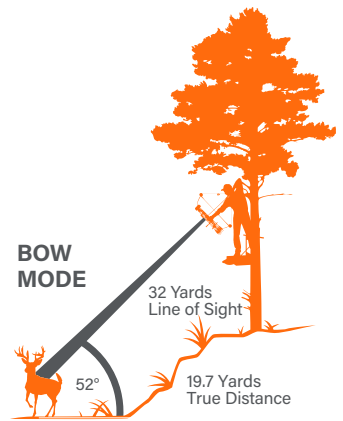 BOW
MODE
32 Yards
Line of Sight
52°
19.7 Yards
True Distance